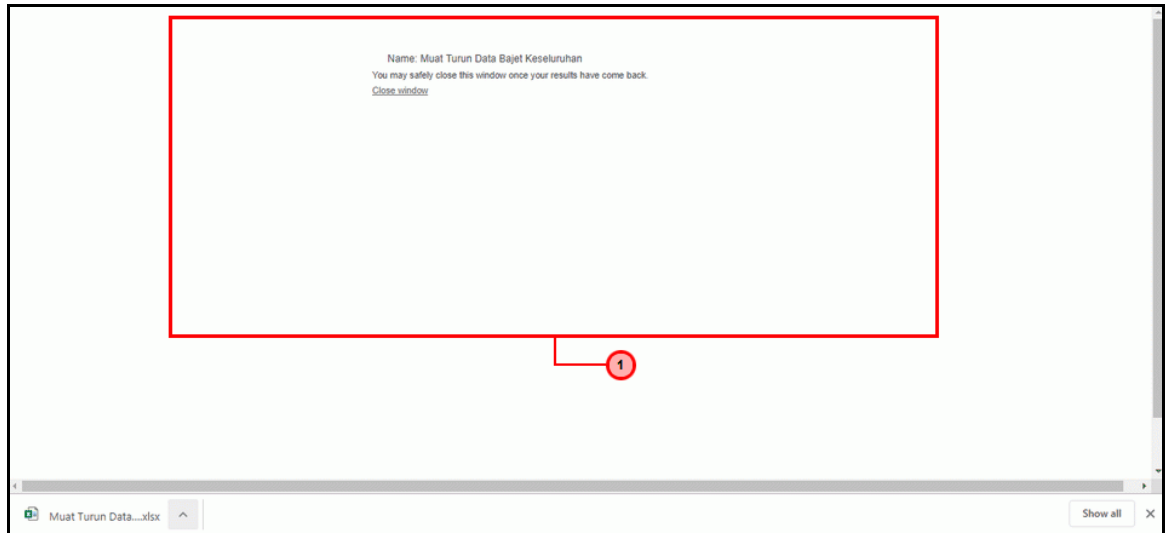 Name: Muat Turun Data Bajet Keseluruhan
You may safely close this window once your results have come back.
Close window
1
Muat Turun Data....xlsx
Show all